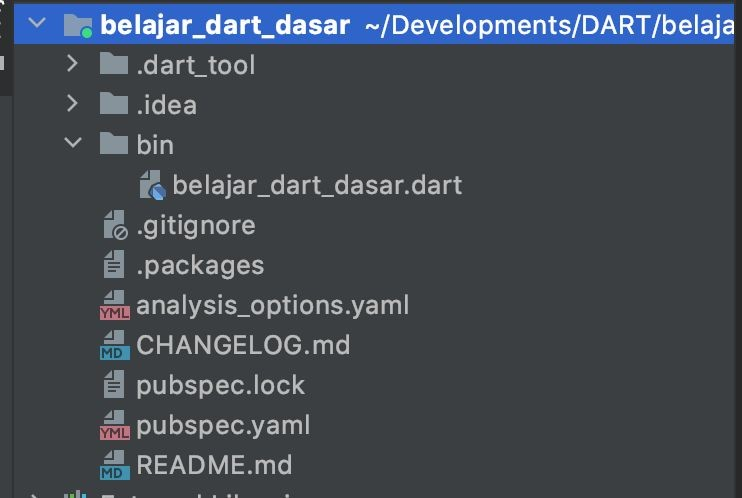 belajar_dart_dasar ~/Developments/DART/belaja
.dart_tool
.idea
bin
belajar_dart_dasar.dart
.gitignore
.packages
YML analysis_options.yaml
MD CHANGELOG.md
pubspec.lock
YML pubspec.yaml
MD README.md